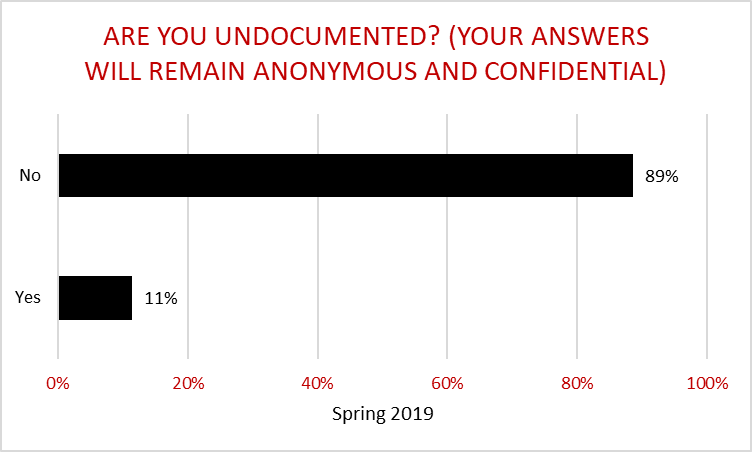 ARE YOU UNDOCUMENTED? (YOUR ANSWERS
WILL REMAIN ANONYMOUS AND CONFIDENTIAL)
No
89%
Yes
11%
0%
20%
40%
60%
80%
100%
Spring 2019